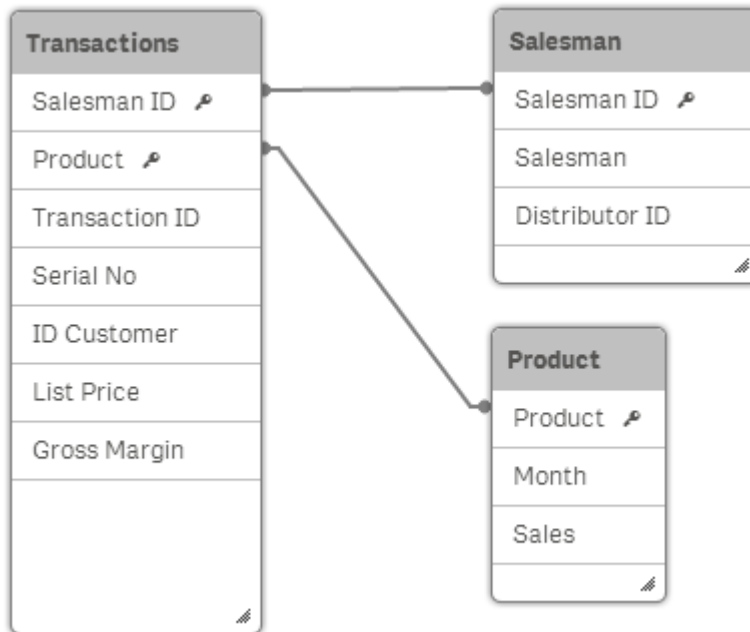 Transactions
Salesman ID
Product
Transaction ID
Serial No
ID Customer
List Price
Gross Margin
Salesman
Salesman ID
Salesman
Distributor ID
Product
Product
Month
Sales